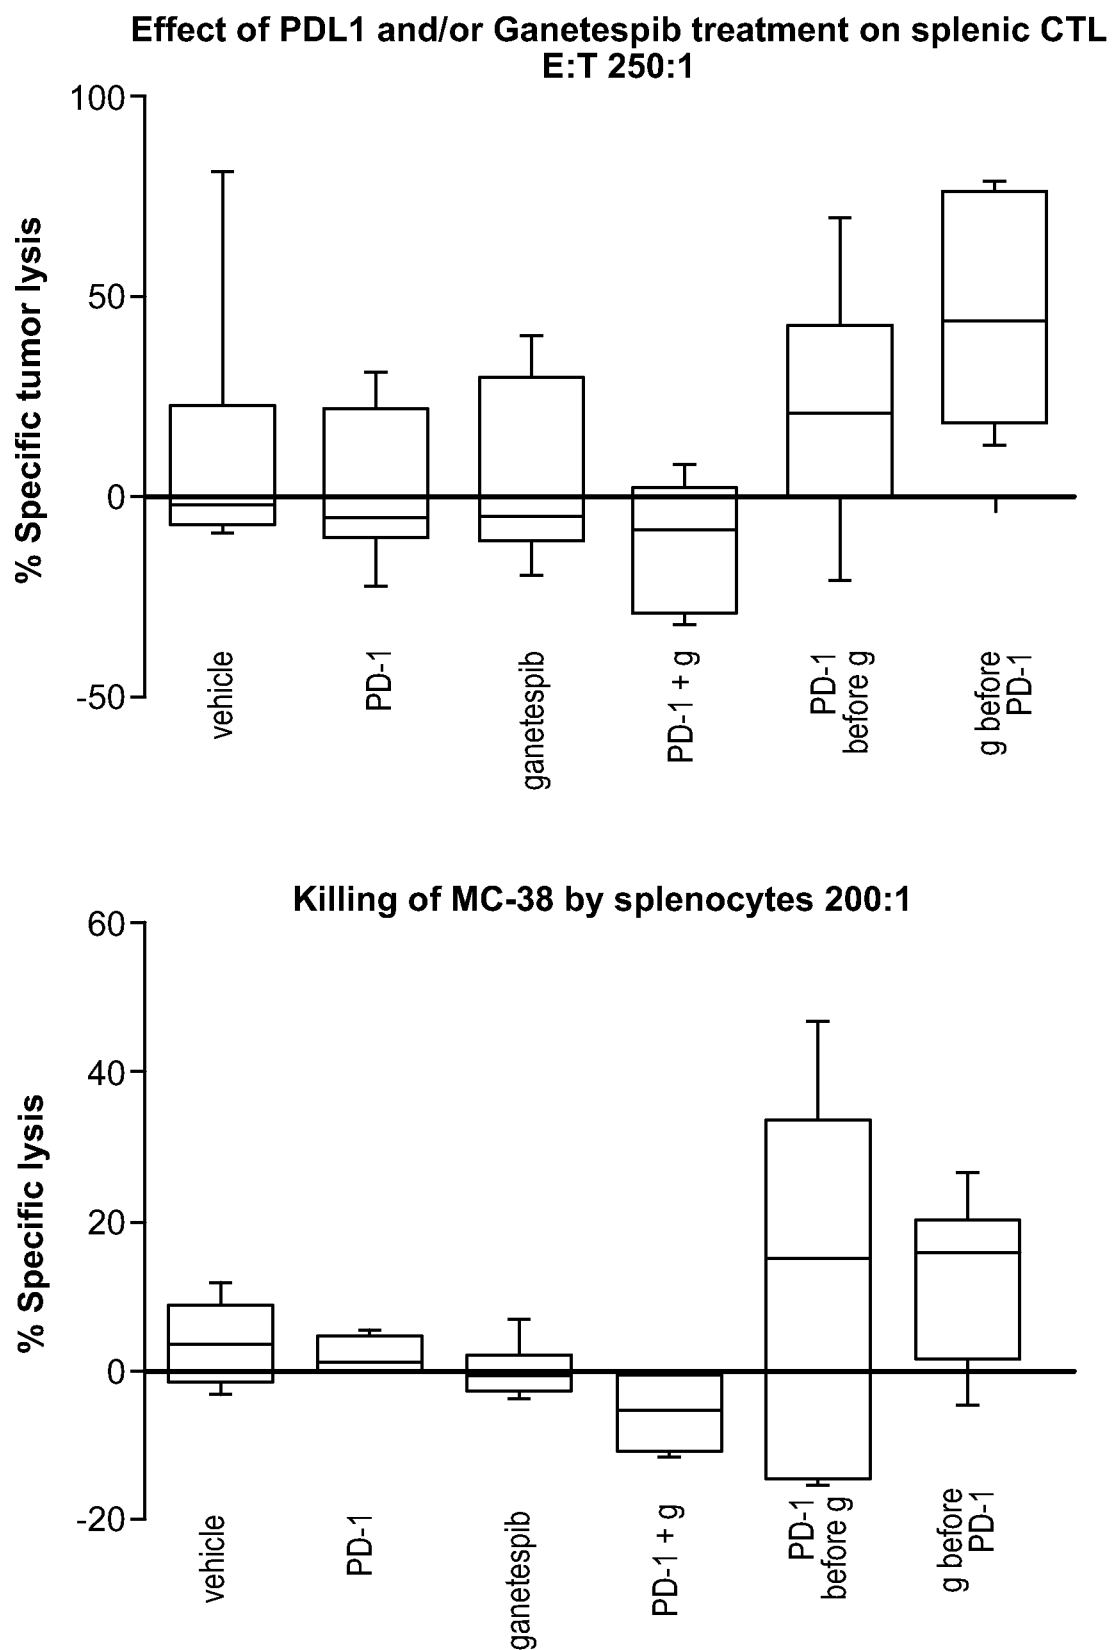 Effect of PDL1 and/or Ganetespib treatment on splenic CTL
E:T 250:1
% Specific tumor lysis
100
50
0
-50
vehicle
PD-1
ganetespib
PD-1 + g
PD-1
before g
g before
PD-1
Killing of MC-38 by splenocytes 200:1
% Specific lysis
60
40
20
0
-20
vehicle
PD-1
ganetespib
PD-1 + g
PD-1
before g
g before
PD-1